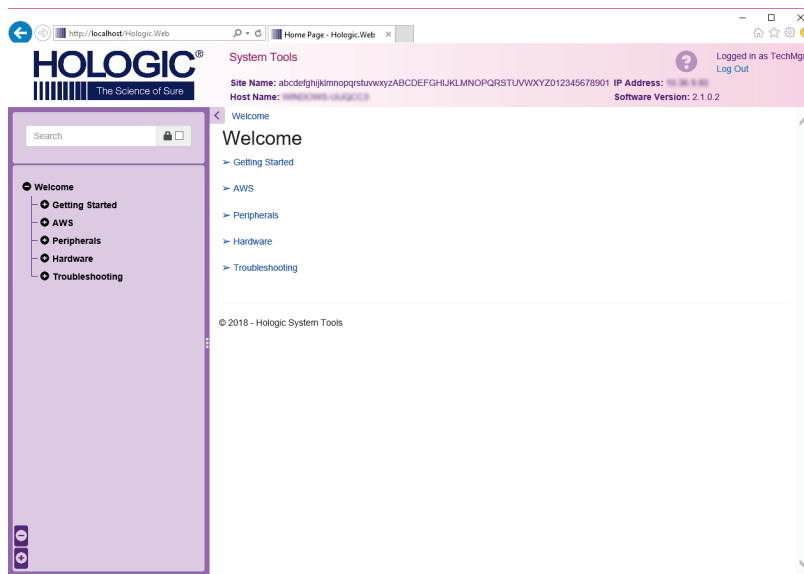 http://localhost/Hologic.Web
Home Page - Hologic.Web
HOLOGIC®
The Science of Sure
System Tools
Logged in as TechMg
Log Out
Site Name: abcdefghijklmnopqrstuvwxyzABCDEFGHIJKLMNOPQRSTUVWXYZ012345678901 IP Address:
Host Name:
Software Version: 2.1.0.2
Search
Welcome
Getting Started
AWS
Peripherals
Hardware
Troubleshooting
Welcome
Welcome
➢ Getting Started
➢ AWS
➢ Peripherals
➢ Hardware
➢ Troubleshooting
© 2018 - Hologic System Tools